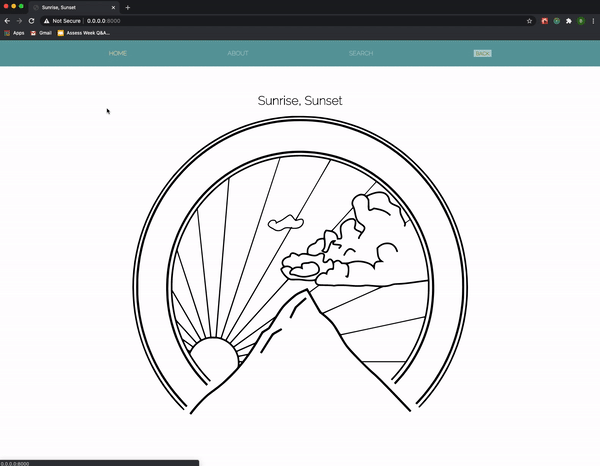 Sunrise, Sunset
Not Secure
0.0.0.0:8000
Apps
Gmail
Assess Week Q&A...
HOME
ABOUT
SEARCH
BACK
Sunrise, Sunset
0.0.0.0:8000